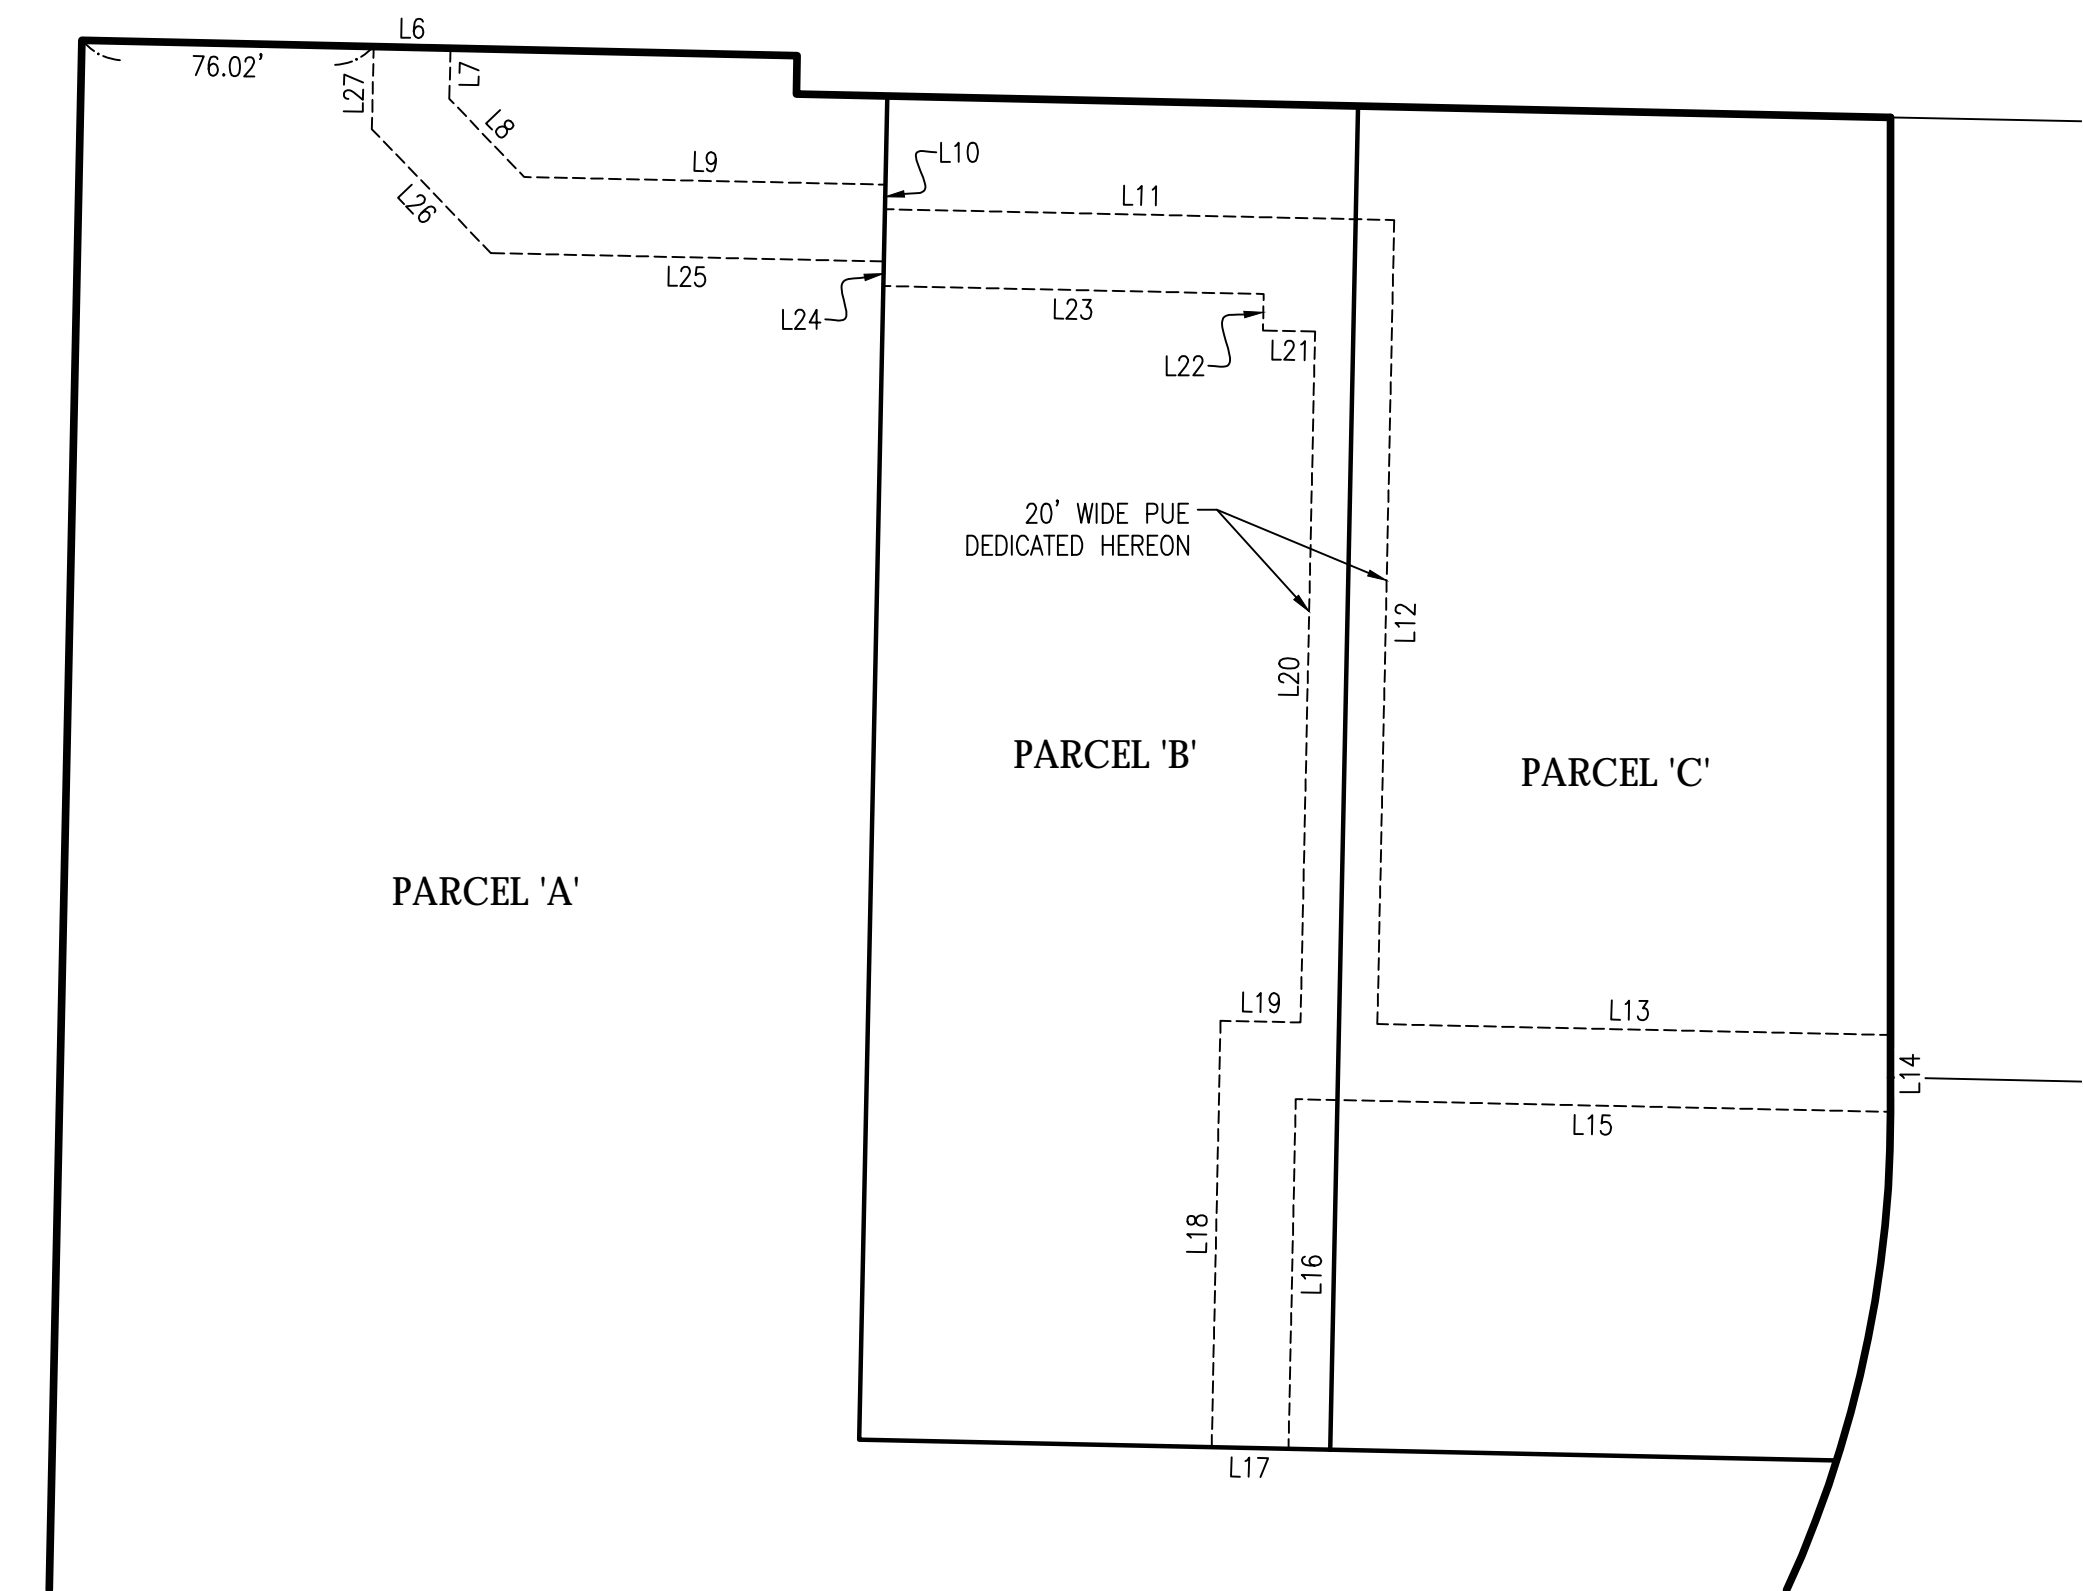 L6
76.02'
L27
L7
L8
L9
L10
L11
L26
L25
L24
L23
L22
L21
20' WIDE PUE
DEDICATED HEREON
L12
L20
PARCEL 'B'
PARCEL 'C'
PARCEL 'A'
L19
L13
L14
L15
L18
L16
L17